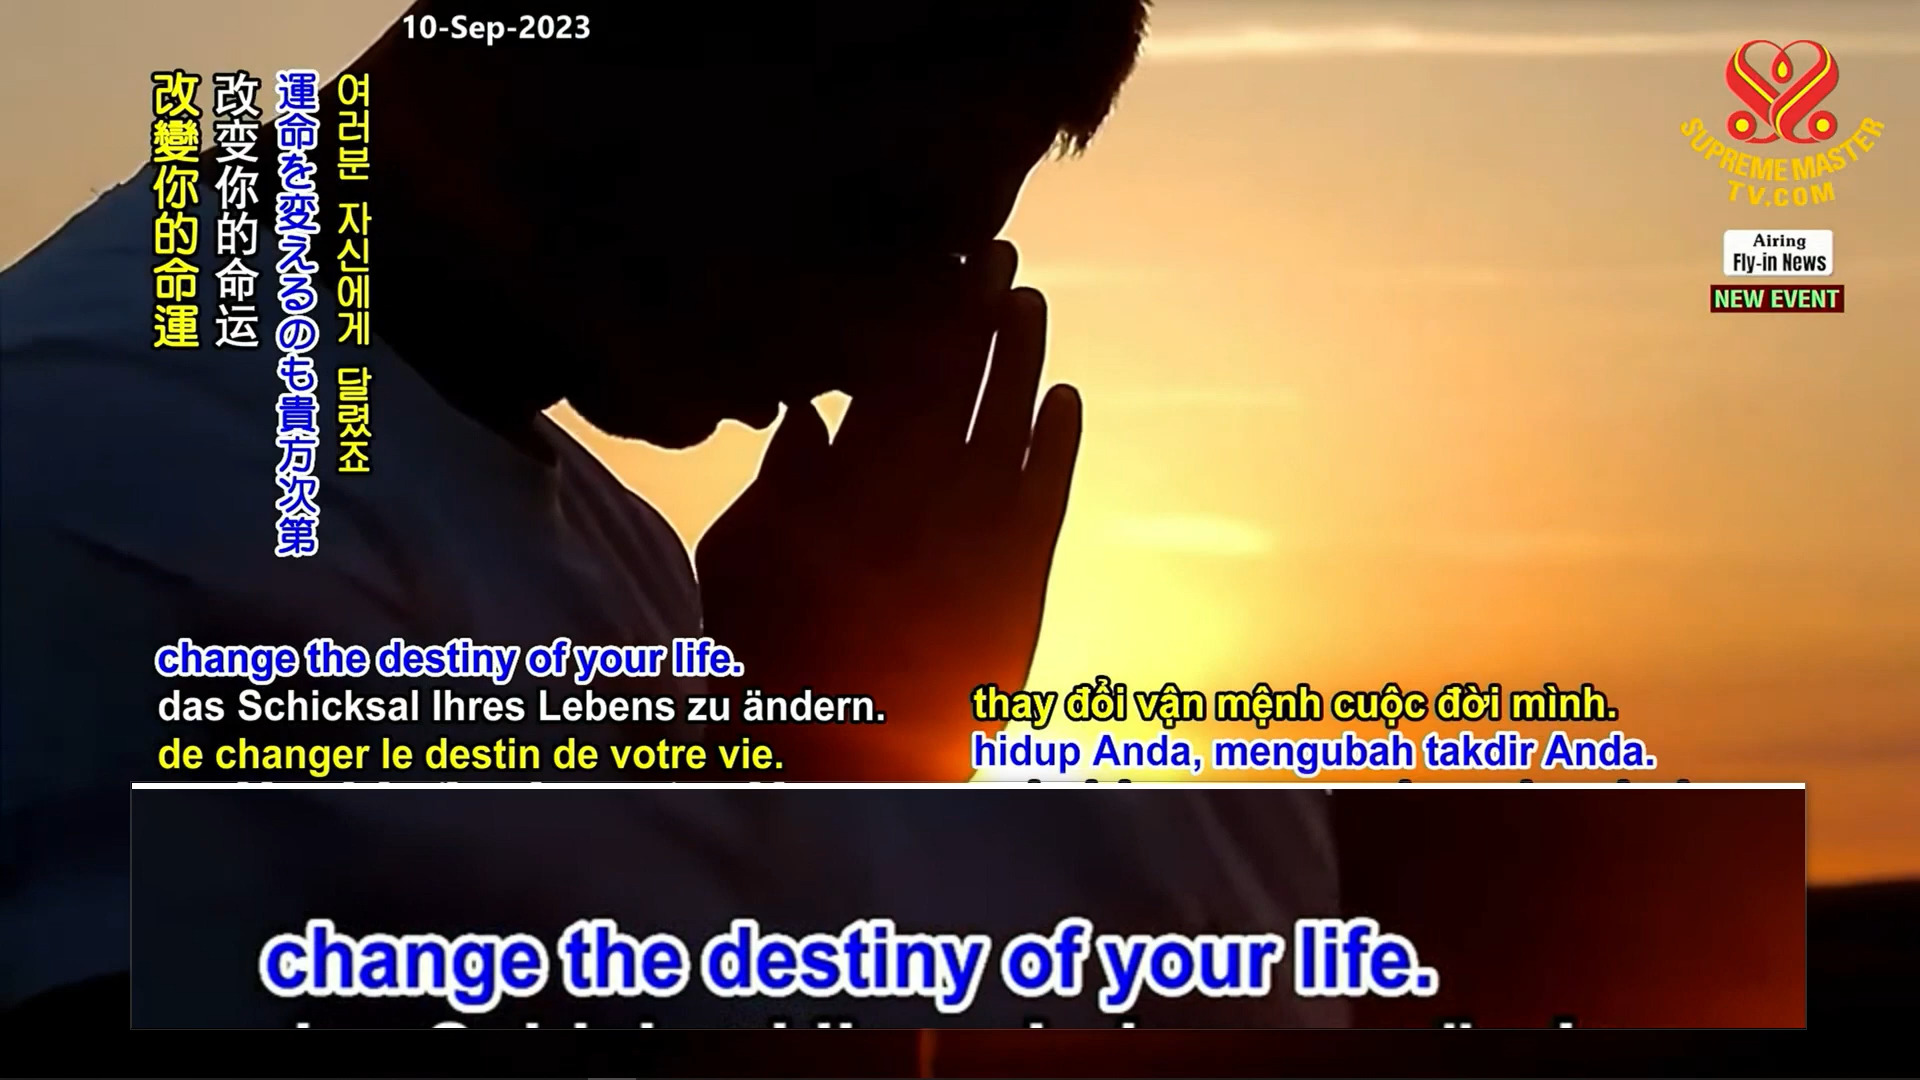 10-Sep-2023
여러분 자신에게 달렸죠
運命を変えるのも貴方次第
改变你的命运
改變你的命運
SUPREME MASTER
TV.COM
Airing
Fly-in News
NEW EVENT
change the destiny of your life.
das Schicksal Ihres Lebens zu ändern.
de changer le destin de votre vie.
thay đổi vận mệnh cuộc đời mình.
hidup Anda, mengubah takdir Anda.
change the destiny of your life.